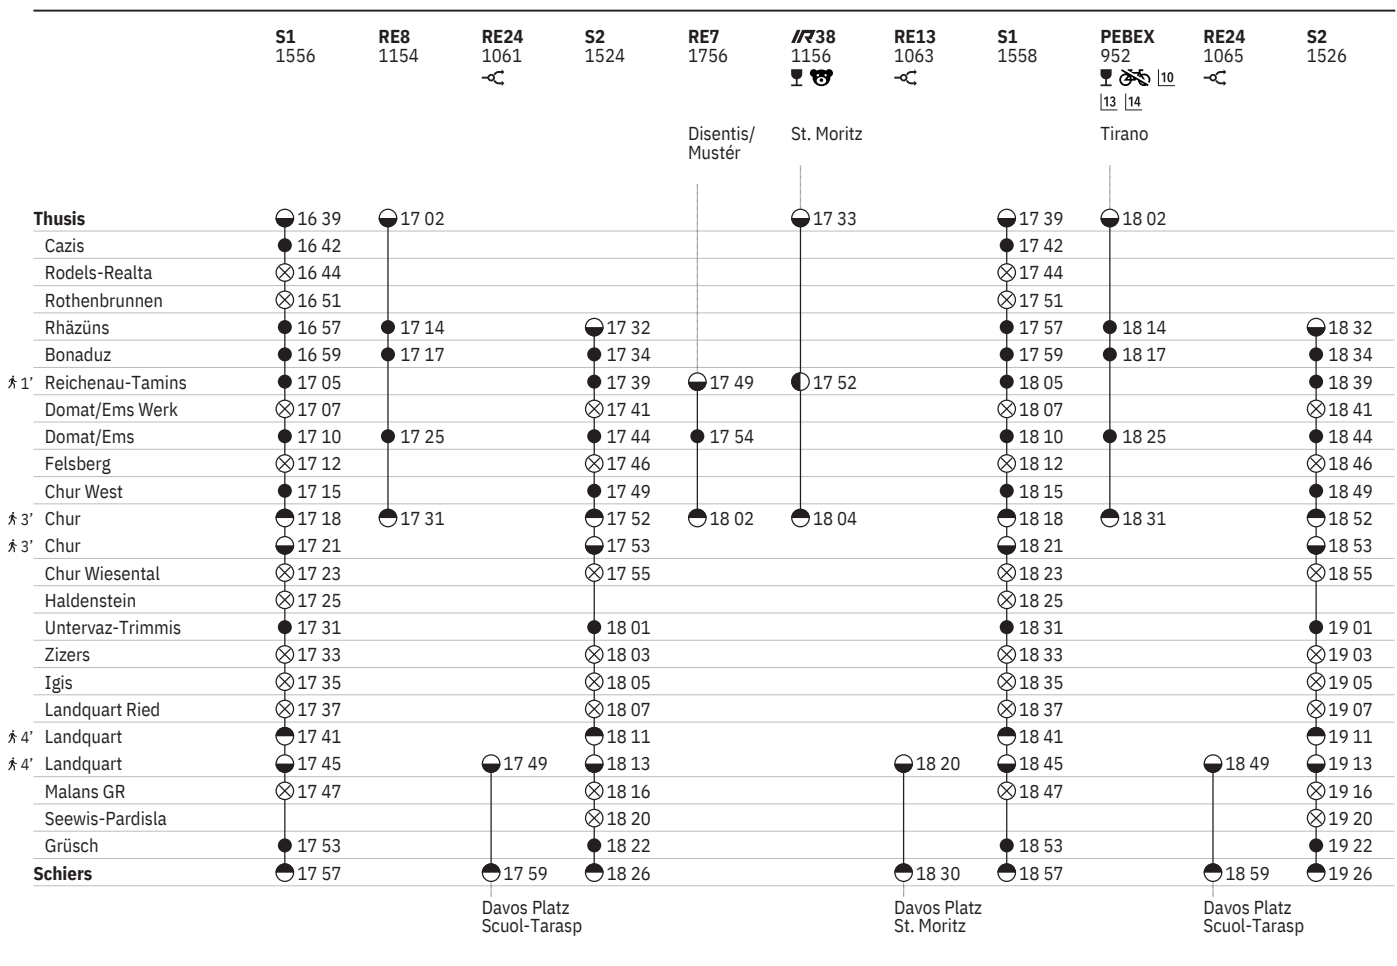 S1 RE8 RE24 S2 RE7 IR38 RE13 S1 PEBEX RE24 S2
1556 1154 1061 1524 1756 1156 1063 1558 952 1065 1526
10
13 14
Disentis/ St. Moritz Tirano
Mustér
Thusis 16 39 17 02 17 33 17 39 18 02
Cazis 16 42 17 42
Rodels-Realta 16 44 17 44
Rothenbrunnen 16 51 17 51
Rhäzüns 16 57 17 14 17 32 17 57 18 14 18 32
Bonaduz 16 59 17 17 17 34 17 59 18 17 18 34
1’ Reichenau-Tamins 17 05 17 39 17 49 17 52 18 05 18 39
Domat/Ems Werk 17 07 17 41 18 07 18 41
Domat/Ems 17 10 17 25 17 44 17 54 18 10 18 25 18 44
Felsberg 17 12 17 46 18 12 18 46
Chur West 17 15 17 49 18 15 18 49
3’ Chur 17 18 17 31 17 52 18 02 18 04 18 18 18 31 18 52
3’ Chur 17 21 17 53 18 21 18 53
Chur Wiesental 17 23 17 55 18 23 18 55
Haldenstein 17 25 18 25
Untervaz-Trimmis 17 31 18 01 18 31 19 01
Zizers 17 33 18 03 18 33 19 03
Igis 17 35 18 05 18 35 19 05
Landquart Ried 17 37 18 07 18 37 19 07
4’ Landquart 17 41 18 11 18 41 19 11
4’ Landquart 17 45 17 49 18 13 18 20 18 45 18 49 19 13
Malans GR 17 47 18 16 18 47 19 16
Seewis-Pardisla 18 20 19 20
Grüsch 17 53 18 22 18 53 19 22
Schiers 17 57 17 59 18 26 18 30 18 57 18 59 19 26
Davos Platz Davos Platz Davos Platz
Scuol-Tarasp St. Moritz Scuol-Tarasp